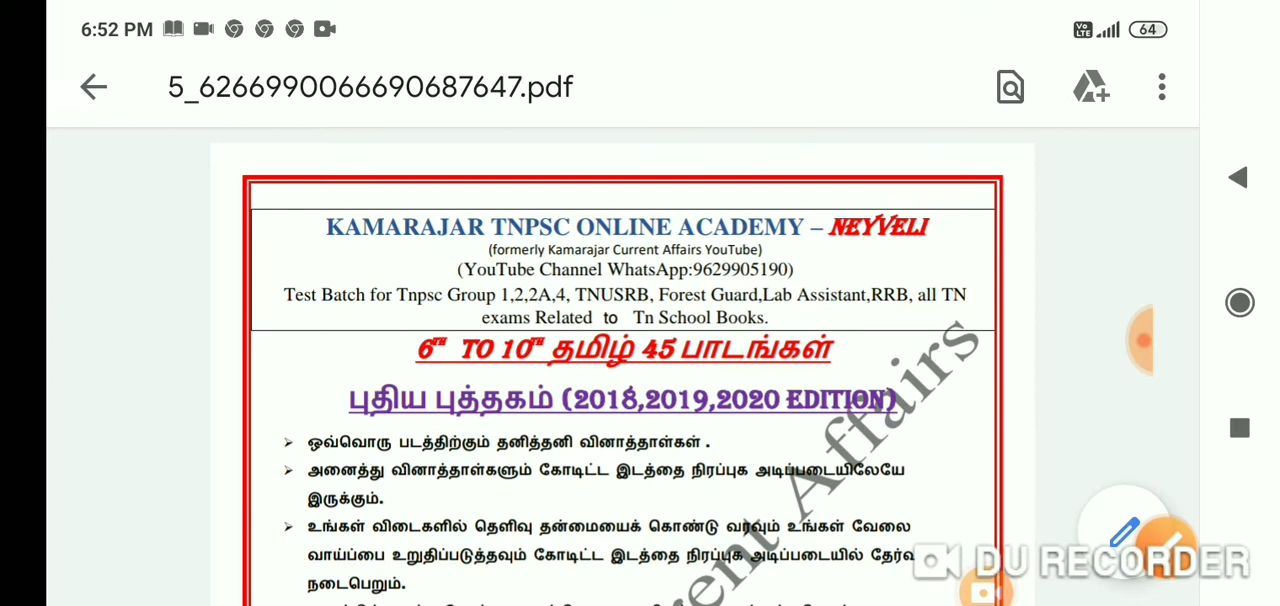 6:52 PM
Vo LTE 64
5_6266990066690687647.pdf
KAMARAJAR TNPSC ONLINE ACADEMY – NEYVELI
(formerly Kamarajar Current Affairs YouTube)
(YouTube Channel WhatsApp:9629905190)
Test Batch for Tnpsc Group 1,2,2A,4, TNUSRB, Forest Guard,Lab Assistant,RRB, all TN
exams Related to Tn School Books.
6TH TO 10TH தமிழ் 45 பாடங்கள்
புதிய புத்தகம் (2018,2019,2020 EDITION)
➢ ஒவ்வொரு படத்திற்கும் தனித்தனி வினாத்தாள்கள் .
➢ அனைத்து வினாத்தாள்களும் கோடிட்ட இடத்தை நிரப்புக அடிப்படையிலேயே
இருக்கும்.
➢ உங்கள் விடைகளில் தெளிவு தன்மையைக் கொண்டு வரவும் உங்கள் வேலை
வாய்ப்பை உறுதிப்படுத்தவும் கோடிட்ட இடத்தை நிரப்புக அடிப்படையில்
நடைபெறும்.
Affairs
DU RECORDER